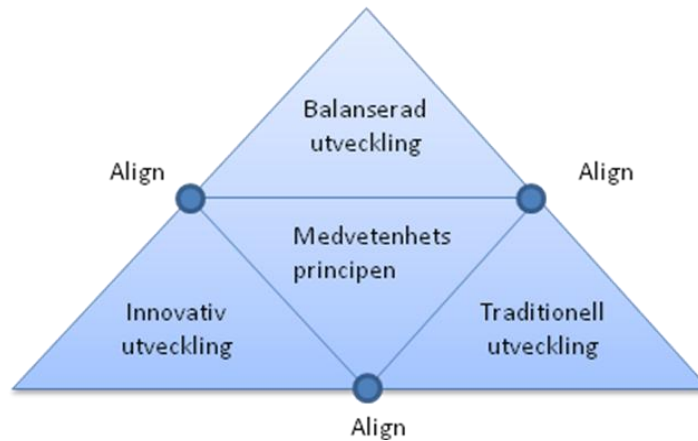 Balanserad
utveckling
Align
Align
Medvetenhets
principen
Innovativ
utveckling
Traditionell
utveckling
Align